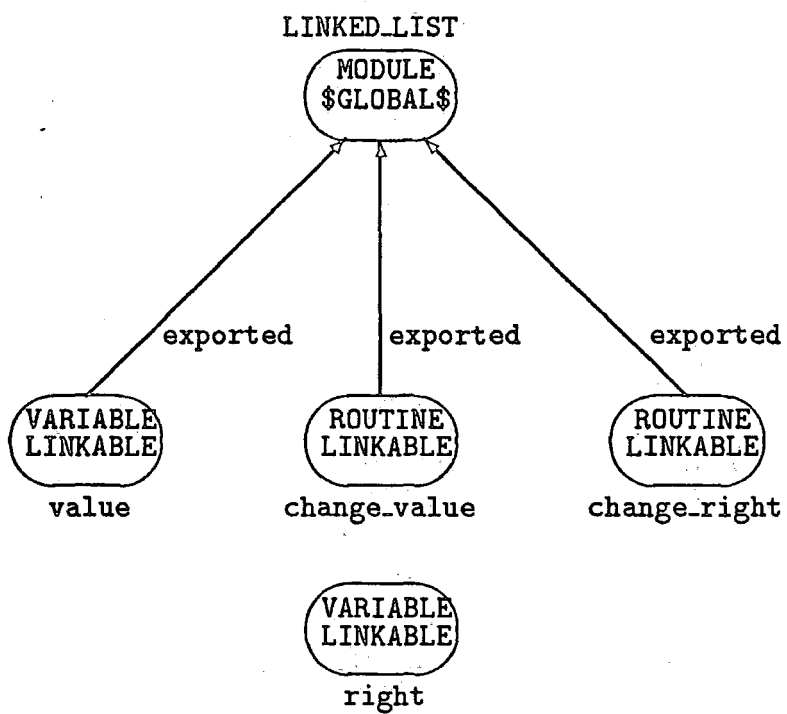 LINKED_LIST
MODULE
$GLOBAL$
exported
exported
exported
VARIABLE
LINKABLE
value
ROUTINE
LINKABLE
change_value
ROUTINE
LINKABLE
change_right
VARIABLE
LINKABLE
right